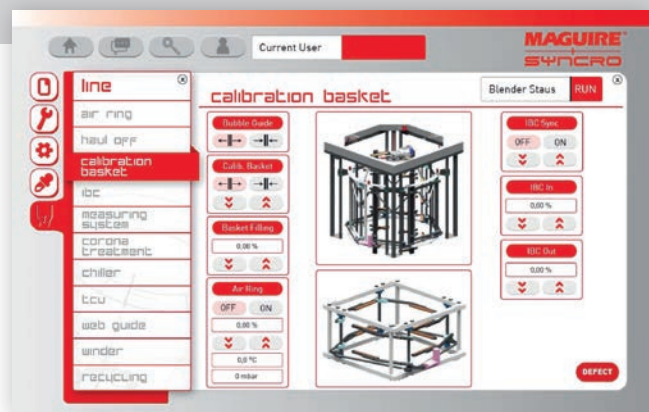 Current User
MAGUIRE®
+
SYNCRO
line
air ring
haul off
calibration
basket
ibc
measuring
system
corona
treatment
chiller
tcu
web guide
winder
recycling
calibration basket
Blender Staus
RUN
Bubble Guide
Calib. Basket
Basket Filling
0,00 %
Air Ring
OFF ON
0,00 %
0,0 °C
0 mbar
IBC Sync
OFF ON
IBC In
0,00 %
IBC Out
0,00 %
DEFECT